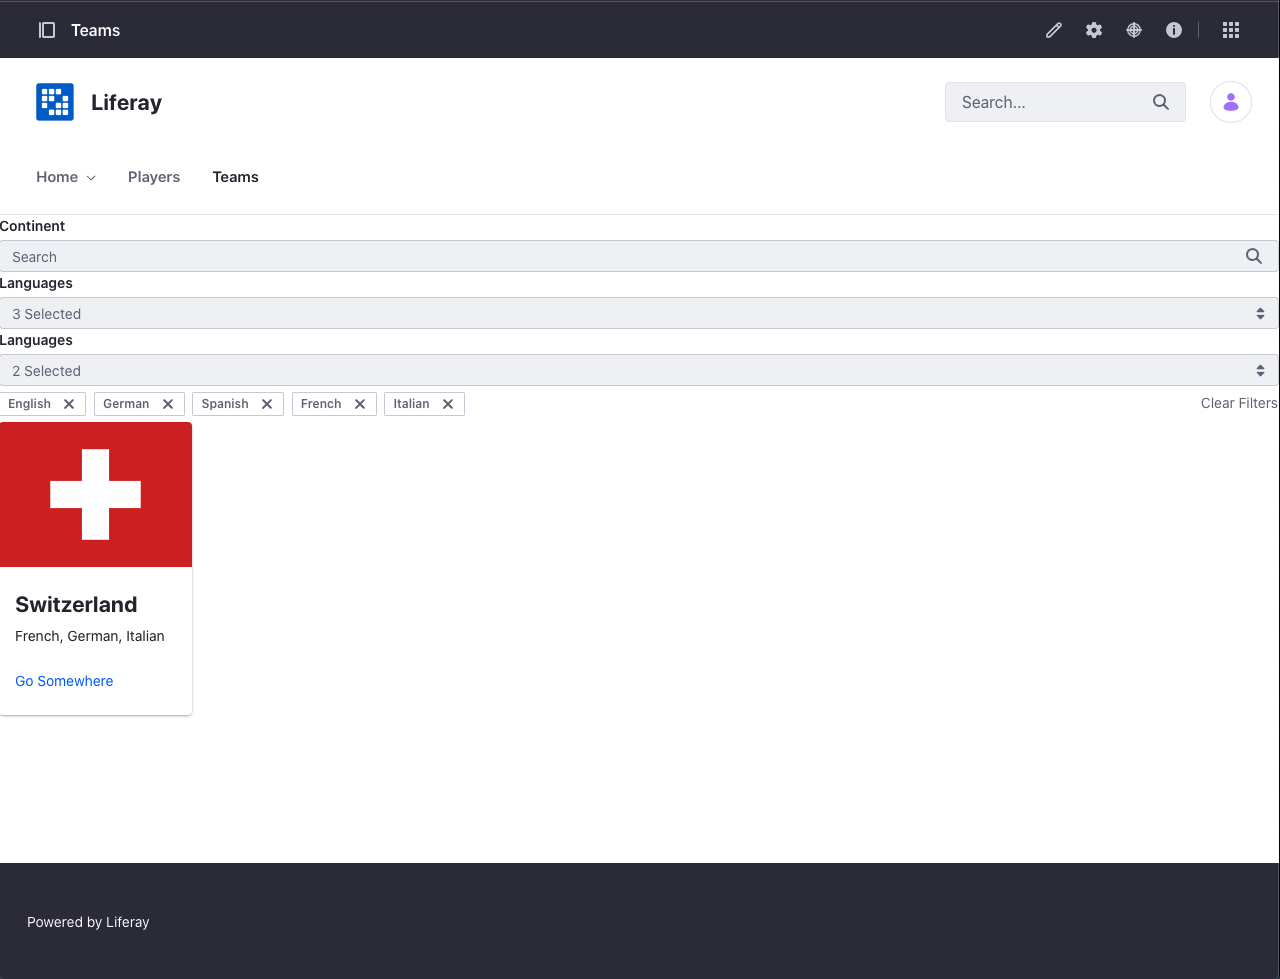 Teams
Liferay
Search...
Home Players Teams
Continent
Search
Languages
3 Selected
Languages
2 Selected
English German Spanish French Italian Clear Filters
Switzerland
French, German, Italian
Go Somewhere
Powered by Liferay